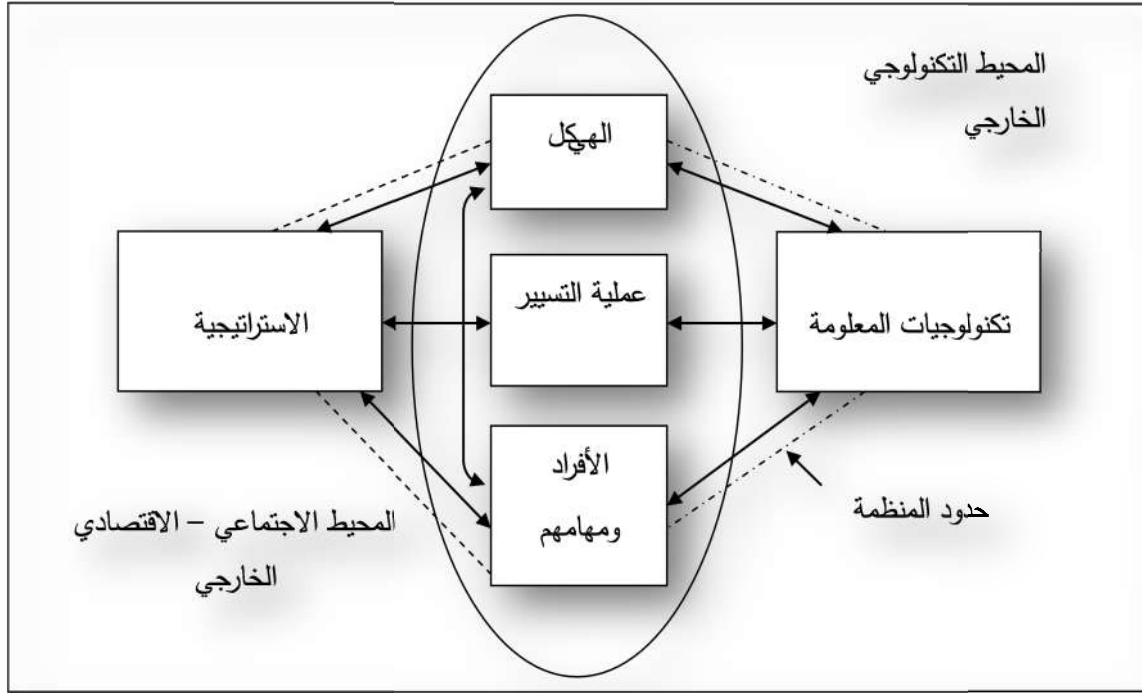 المحيط التكنولوجي
الخارجي
الهيكل
عملية التسيير
تكنولوجيات المعلومة
الاستراتيجية
الأفراد
ومهامهم
حدود المنظمة
المحيط الاجتماعي – الاقتصادي
الخارجي